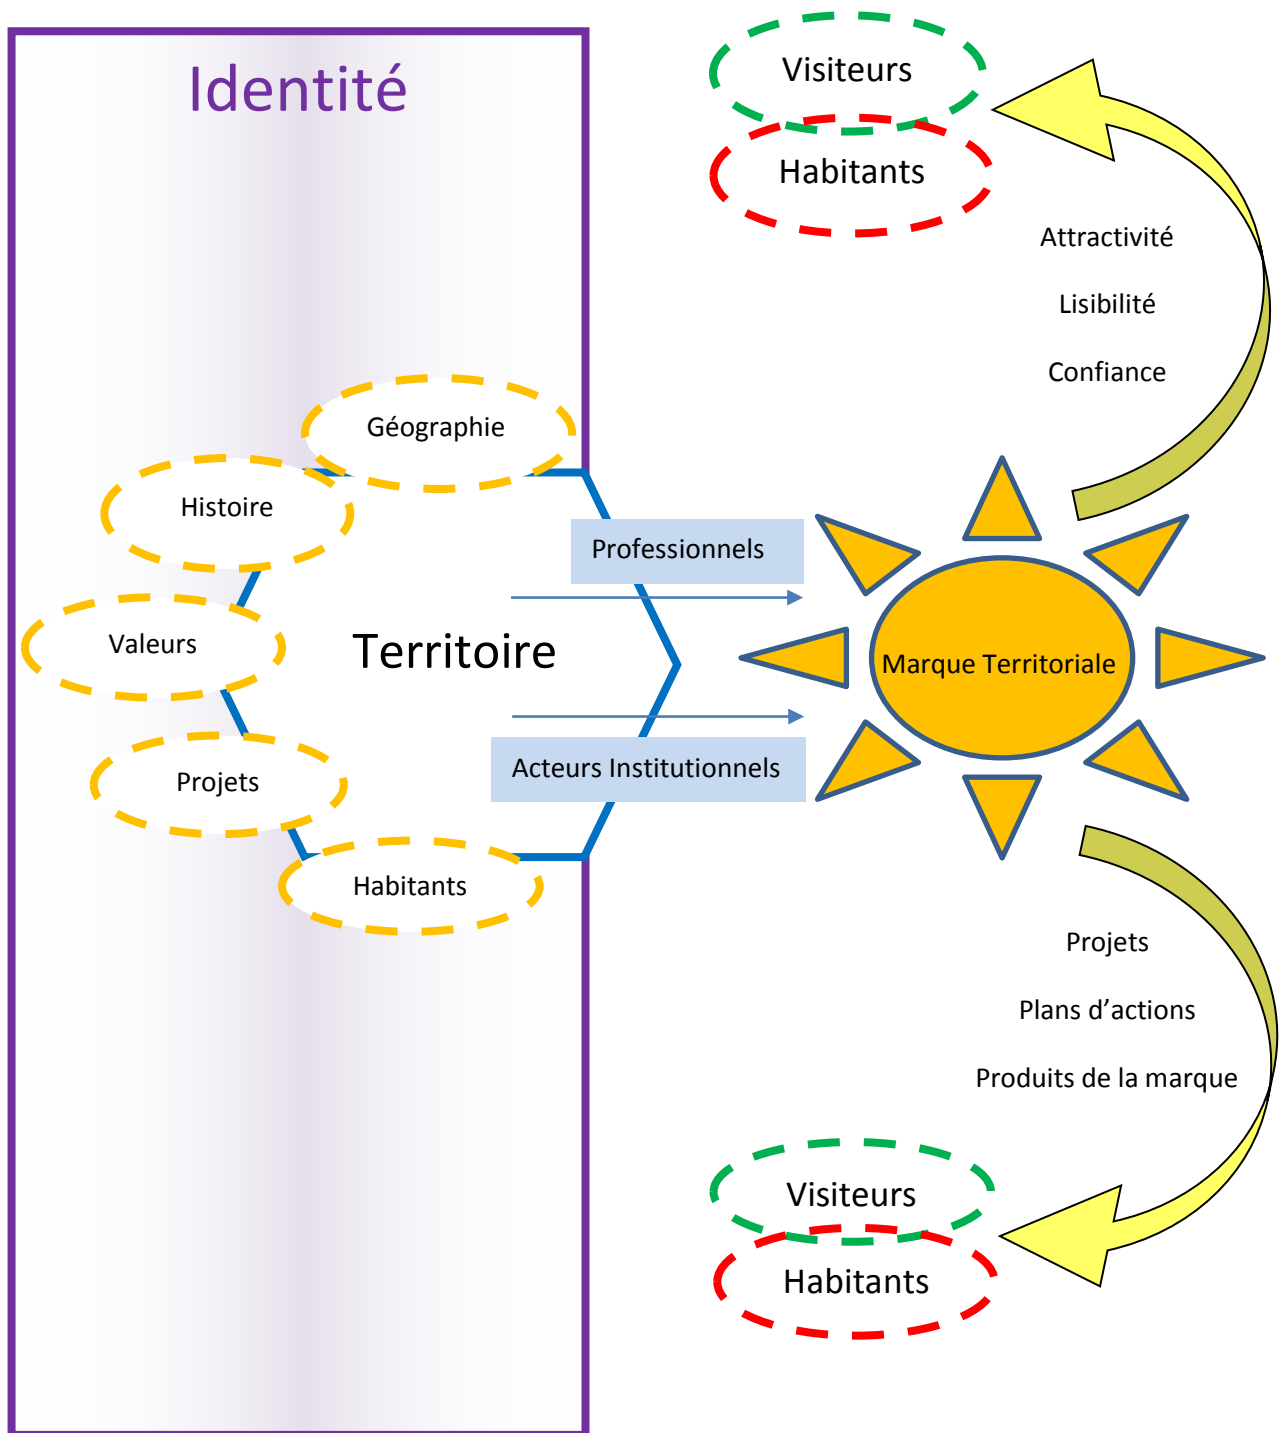 Identité
Géographie
Histoire
Valeurs
Territoire
Projets
Habitants
Professionnels
Acteurs Institutionnels
Marque Territoriale
Visiteurs
Habitants
Attractivité
Lisibilité
Confiance
Projets
Plans d’actions
Produits de la marque
Visiteurs
Habitants